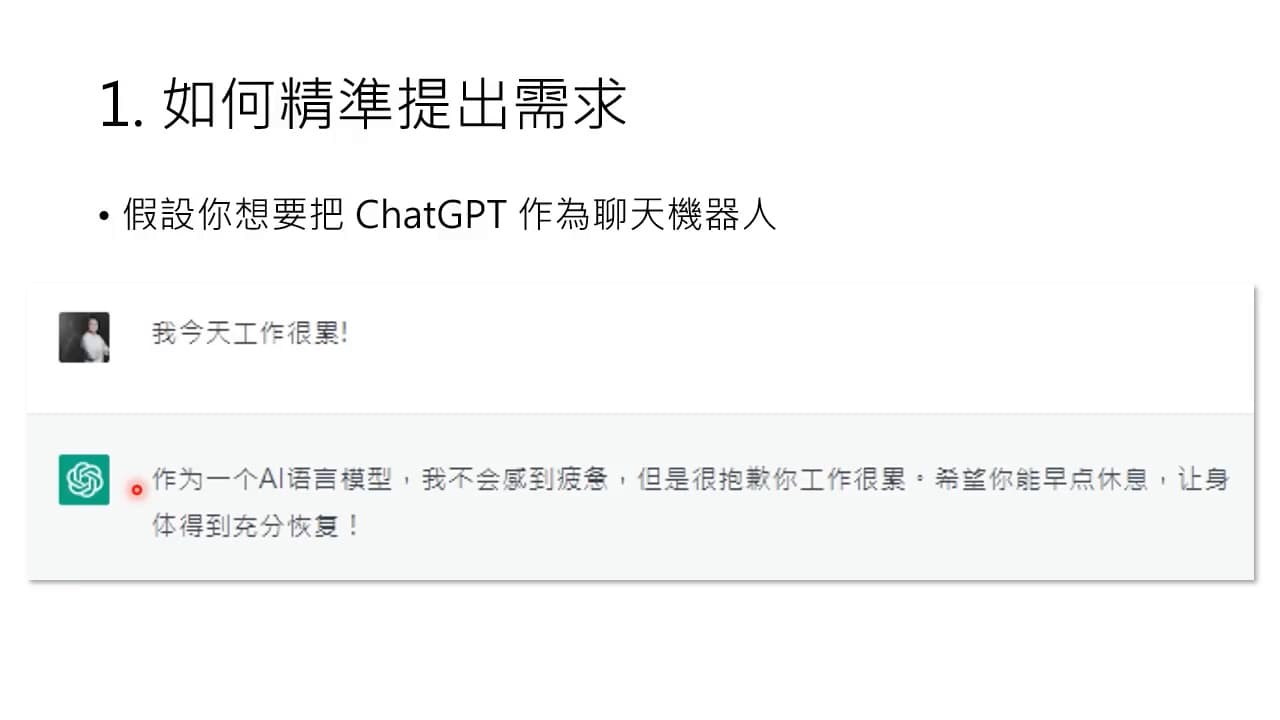 1. 如何精準提出需求
• 假設你想要把 ChatGPT 作為聊天機器人
我今天工作很累!
作为一个AI语言模型，我不会感到疲惫，但是很抱歉你工作很累。希望你能早点休息，让身
体得到充分恢复！